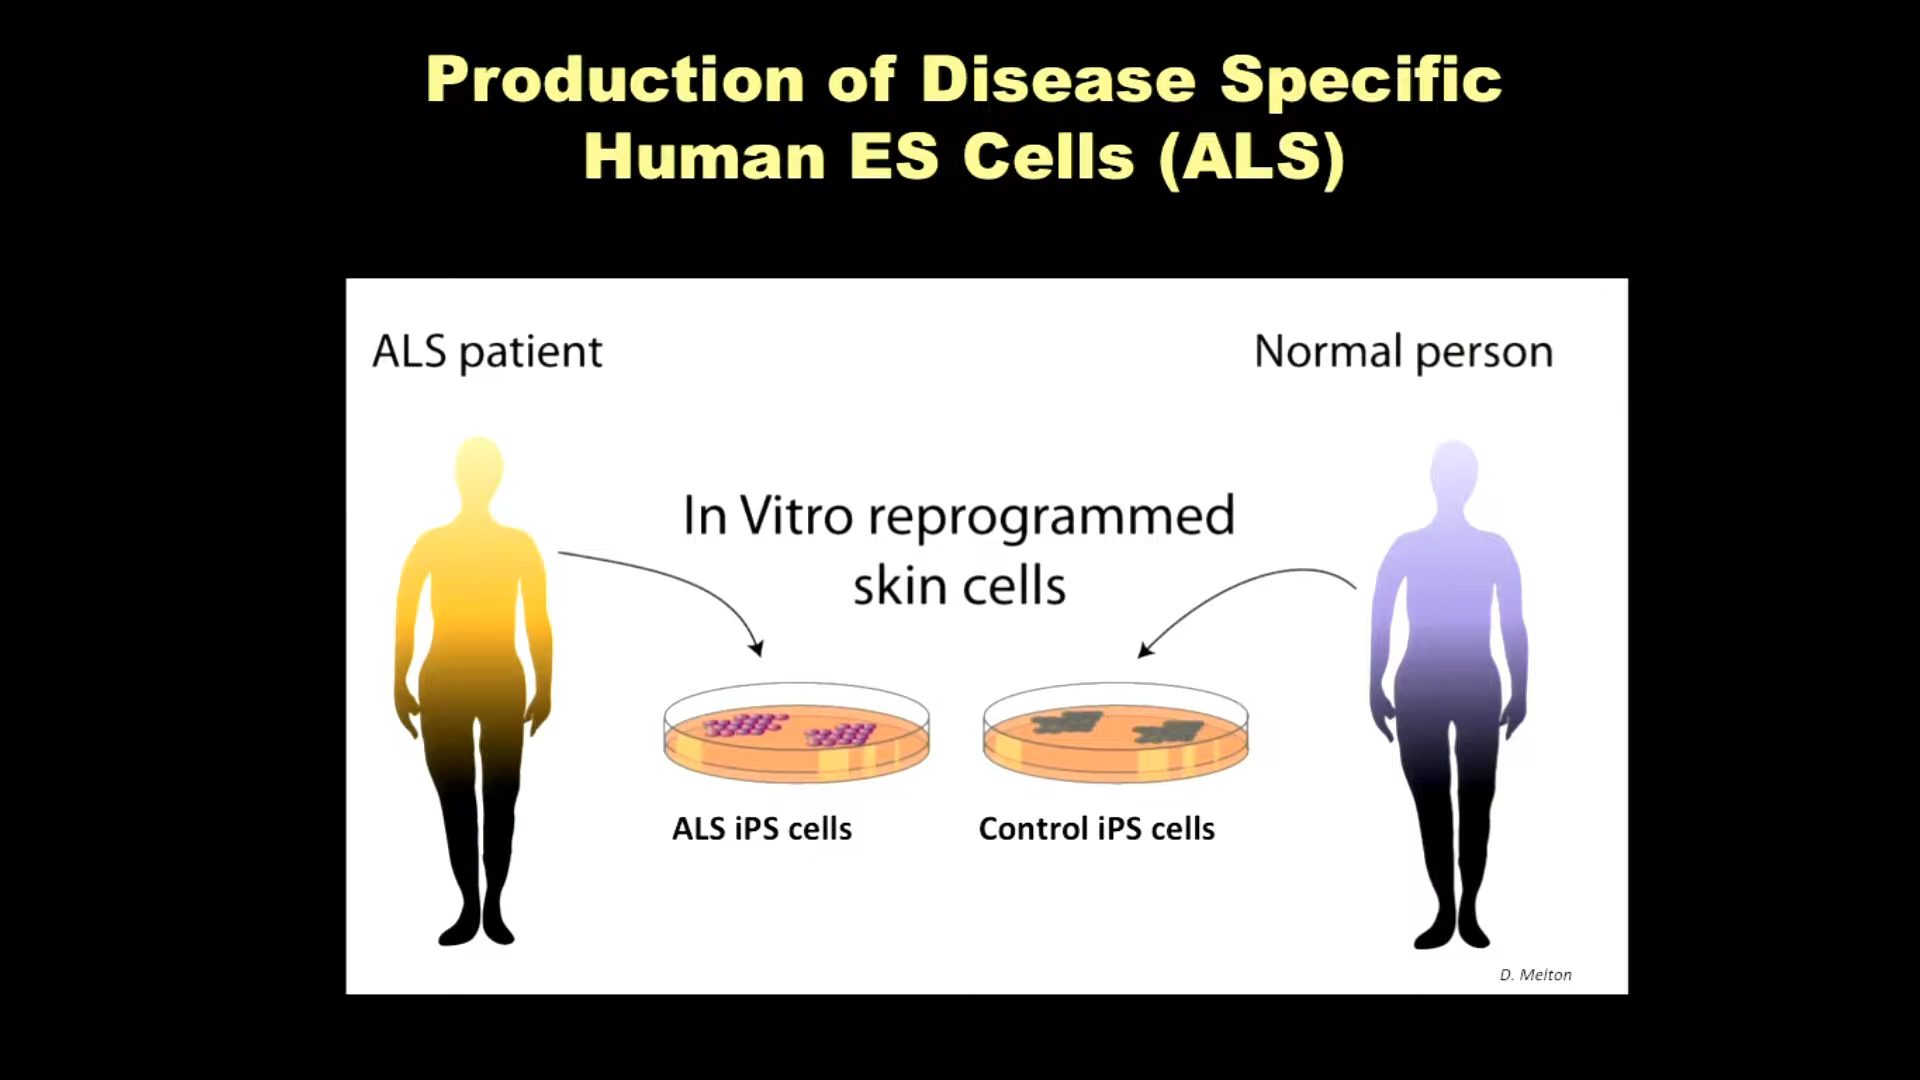 Production of Disease Specific
Human ES Cells (ALS)
ALS patient
Normal person
In Vitro reprogrammed
skin cells
ALS iPS cells
Control iPS cells
D. Melton